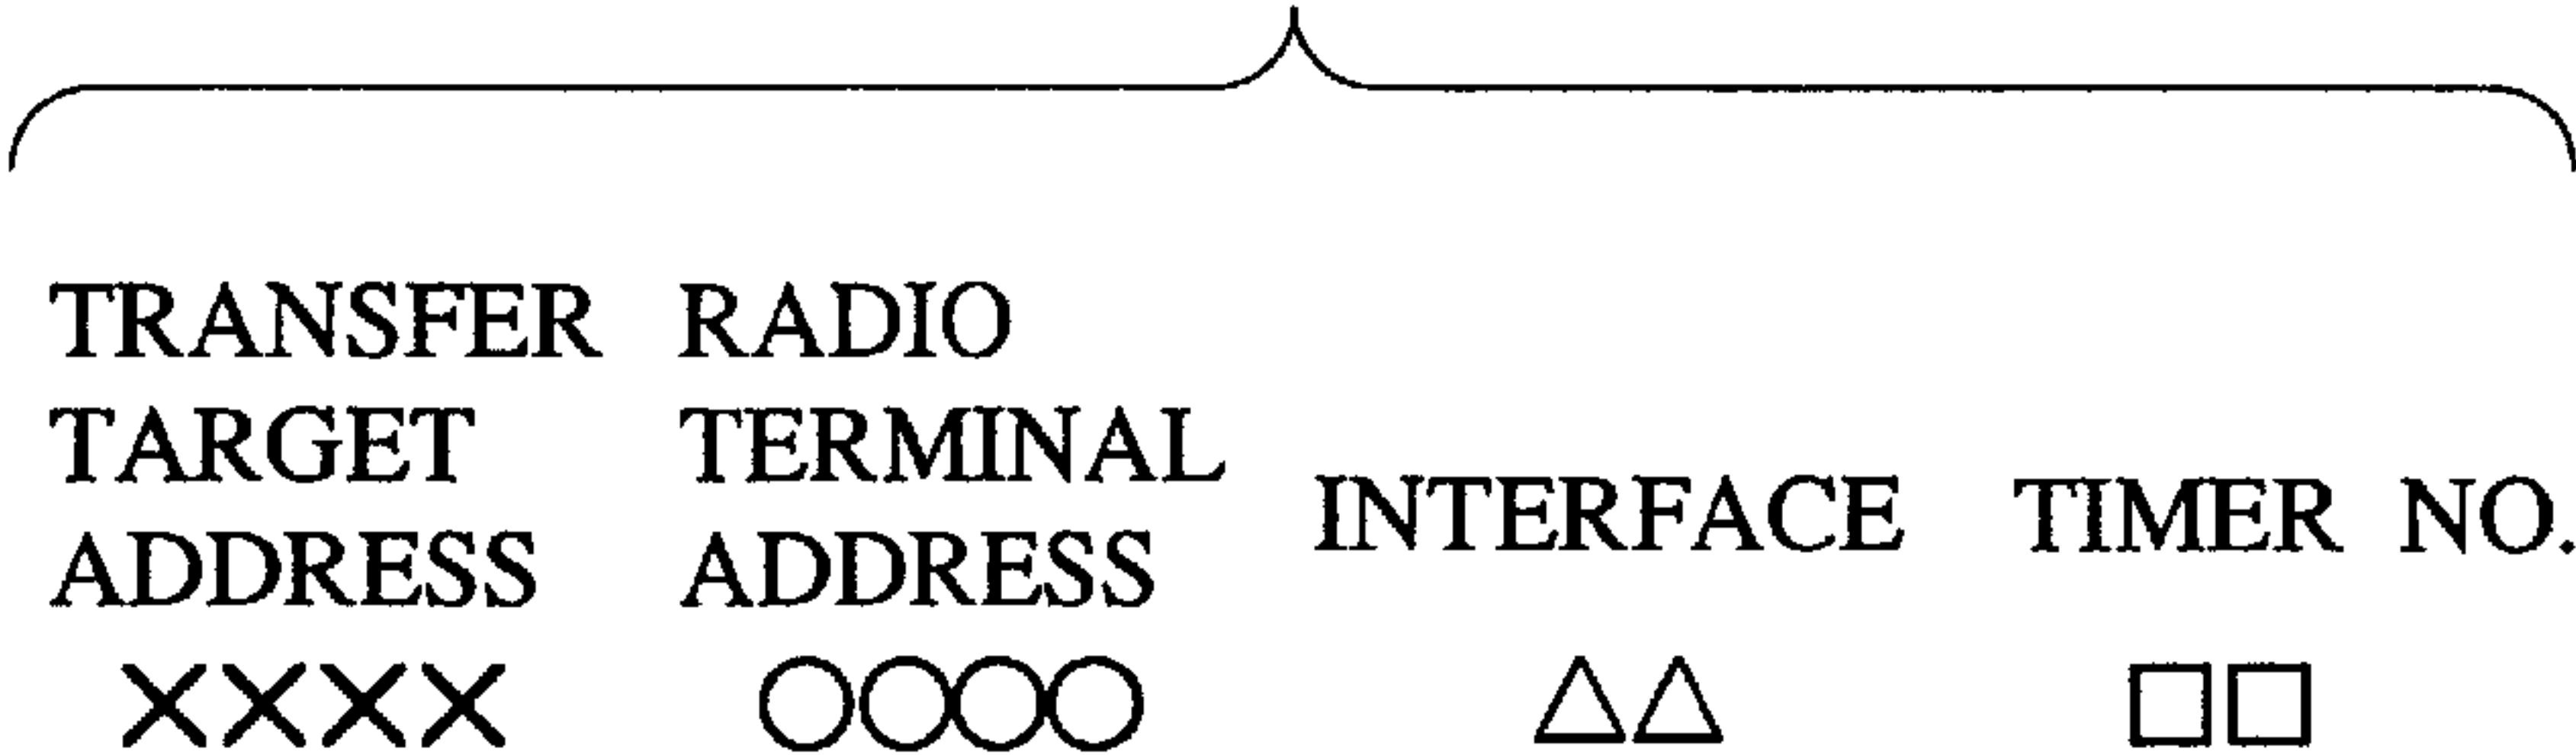 TRANSFER RADIO
TARGET TERMINAL
ADDRESS ADDRESS INTERFACE TIMER NO.
×××× ○○○○ △△ □□